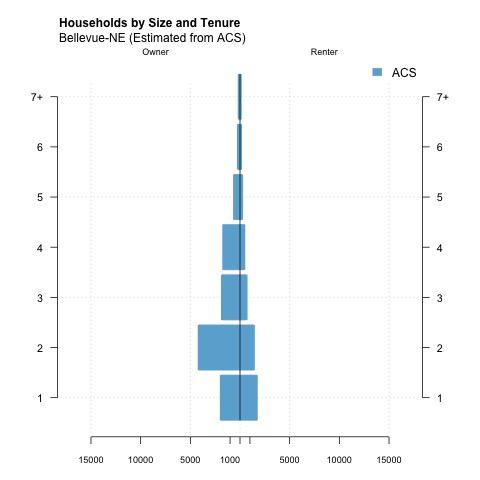 Households by Size and Tenure
Bellevue-NE (Estimated from ACS)
Owner Renter
ACS
7+ 7+
6 6
5 5
4 4
3 3
2 2
1 1
15000 10000 5000 1000 5000 10000 15000